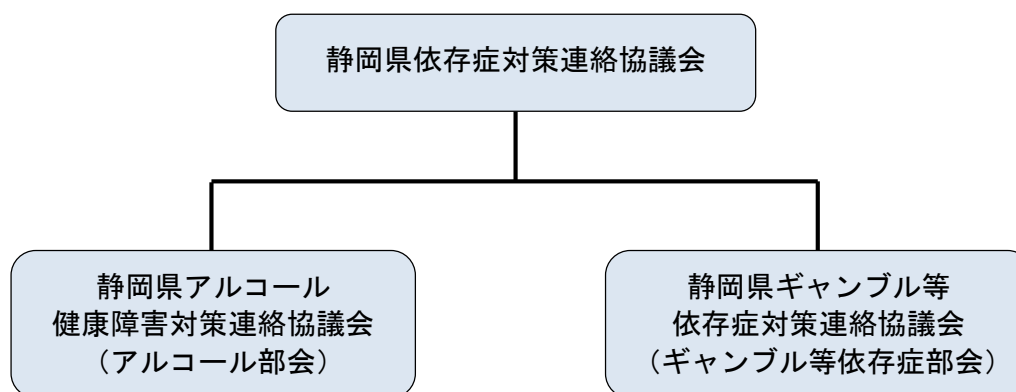 静岡県依存症対策連絡協議会
静岡県アルコール
健康障害対策連絡協議会
（アルコール部会）
静岡県ギャンブル等
依存症対策連絡協議会
（ギャンブル等依存症部会）